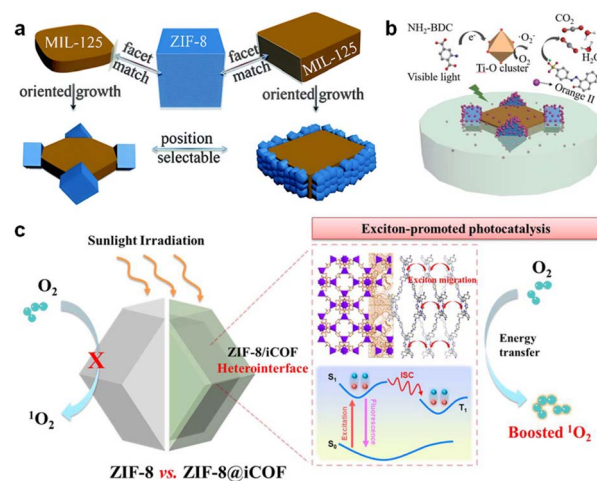 a
MIL-125
facet
match
ZIF-8
facet
match
MIL-125
oriented growth
oriented growth
position
selectable
b
NH₂-BDC
e⁻
·O₂⁻
O₂
CO₂
H₂O
Visible light
Ti-O cluster
Orange II
c
Sunlight Irradiation
O₂
X
¹O₂
ZIF-8/iCOF
Heterointerface
ZIF-8 vs. ZIF-8@iCOF
Exciton-promoted photocatalysis
Exciton migration
S₁
ISC
T₁
Excitation
Fluorescence
S₀
O₂
Energy
transfer
Boosted ¹O₂